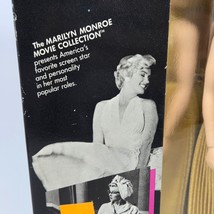 The MARILYN MONROE
MOVIE COLLECTION™
presents America's
favorite screen star
and personality
in her most
popular roles.